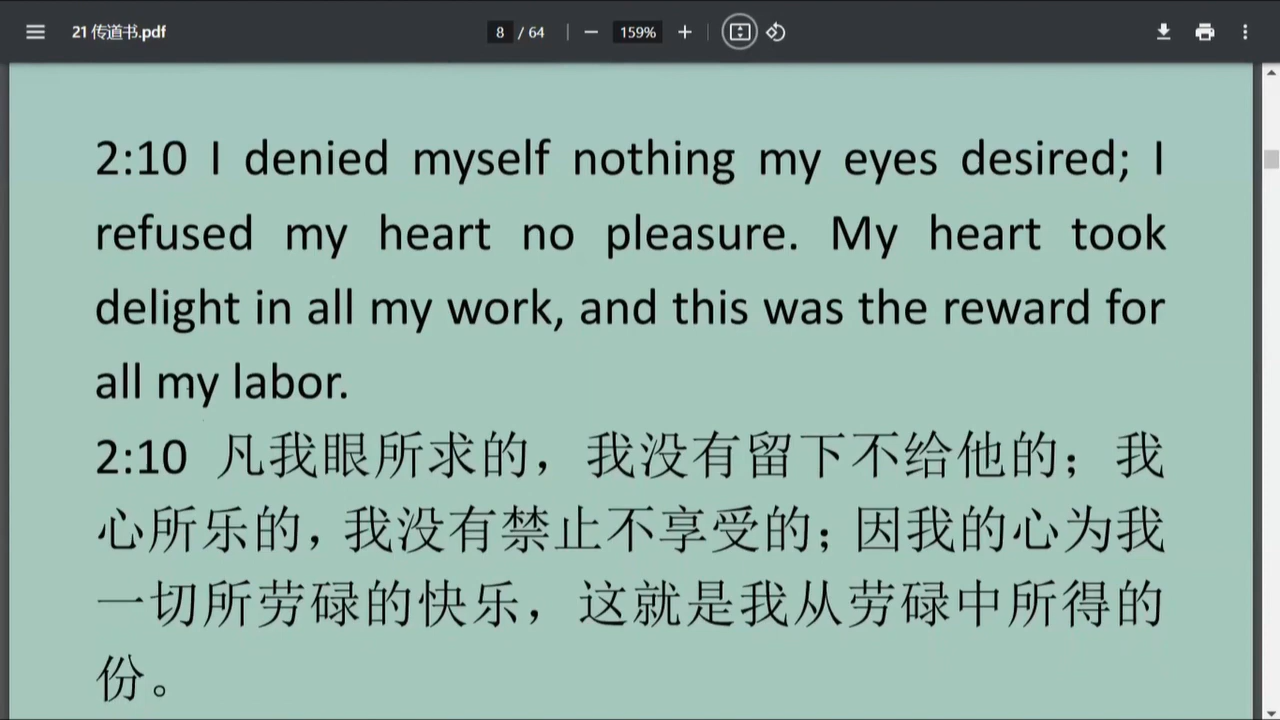 21 传道书.pdf 8 / 64 159%
2:10 I denied myself nothing my eyes desired; I
refused my heart no pleasure. My heart took
delight in all my work, and this was the reward for
all my labor.
2:10 凡我眼所求的，我没有留下不给他的；我
心所乐的，我没有禁止不享受的；因我的心为我
一切所劳碌的快乐，这就是我从劳碌中所得的
份。